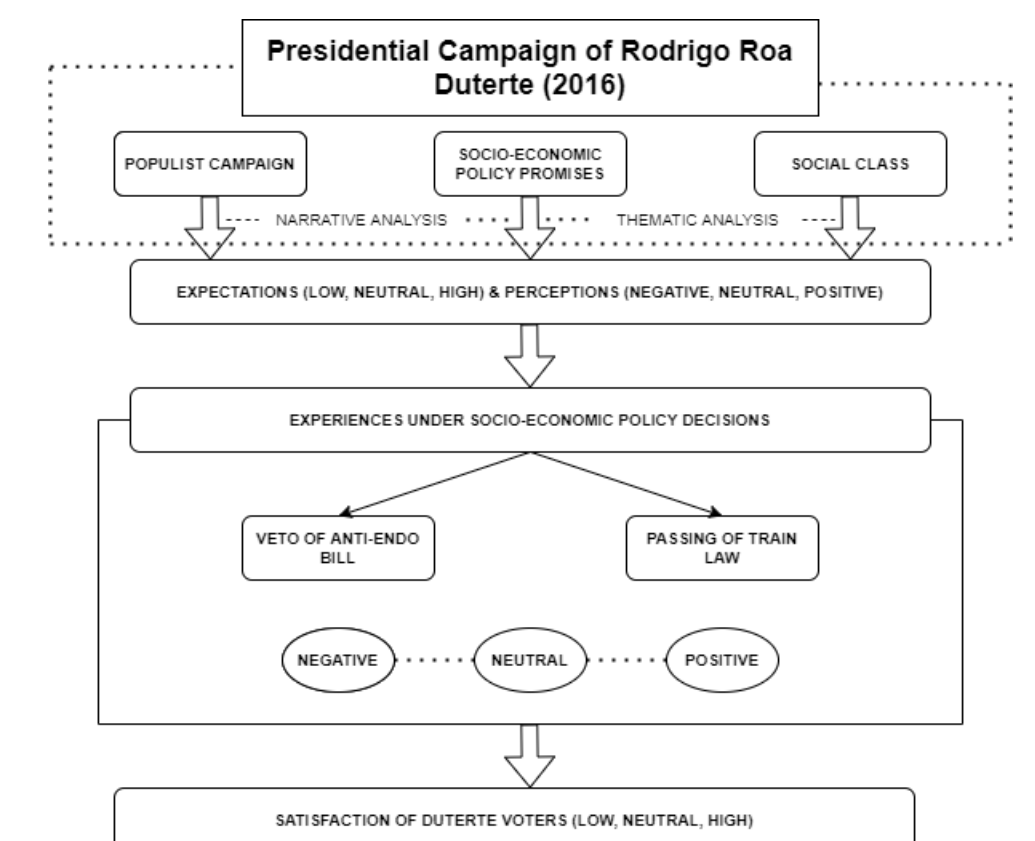 Presidential Campaign of Rodrigo Roa
Duterte (2016)
POPULIST CAMPAIGN
SOCIO-ECONOMIC
POLICY PROMISES
SOCIAL CLASS
NARRATIVE ANALYSIS
THEMATIC ANALYSIS
EXPECTATIONS (LOW, NEUTRAL, HIGH) & PERCEPTIONS (NEGATIVE, NEUTRAL, POSITIVE)
EXPERIENCES UNDER SOCIO-ECONOMIC POLICY DECISIONS
VETO OF ANTI-ENDO
BILL
PASSING OF TRAIN
LAW
NEGATIVE
NEUTRAL
POSITIVE
SATISFACTION OF DUTERTE VOTERS (LOW, NEUTRAL, HIGH)